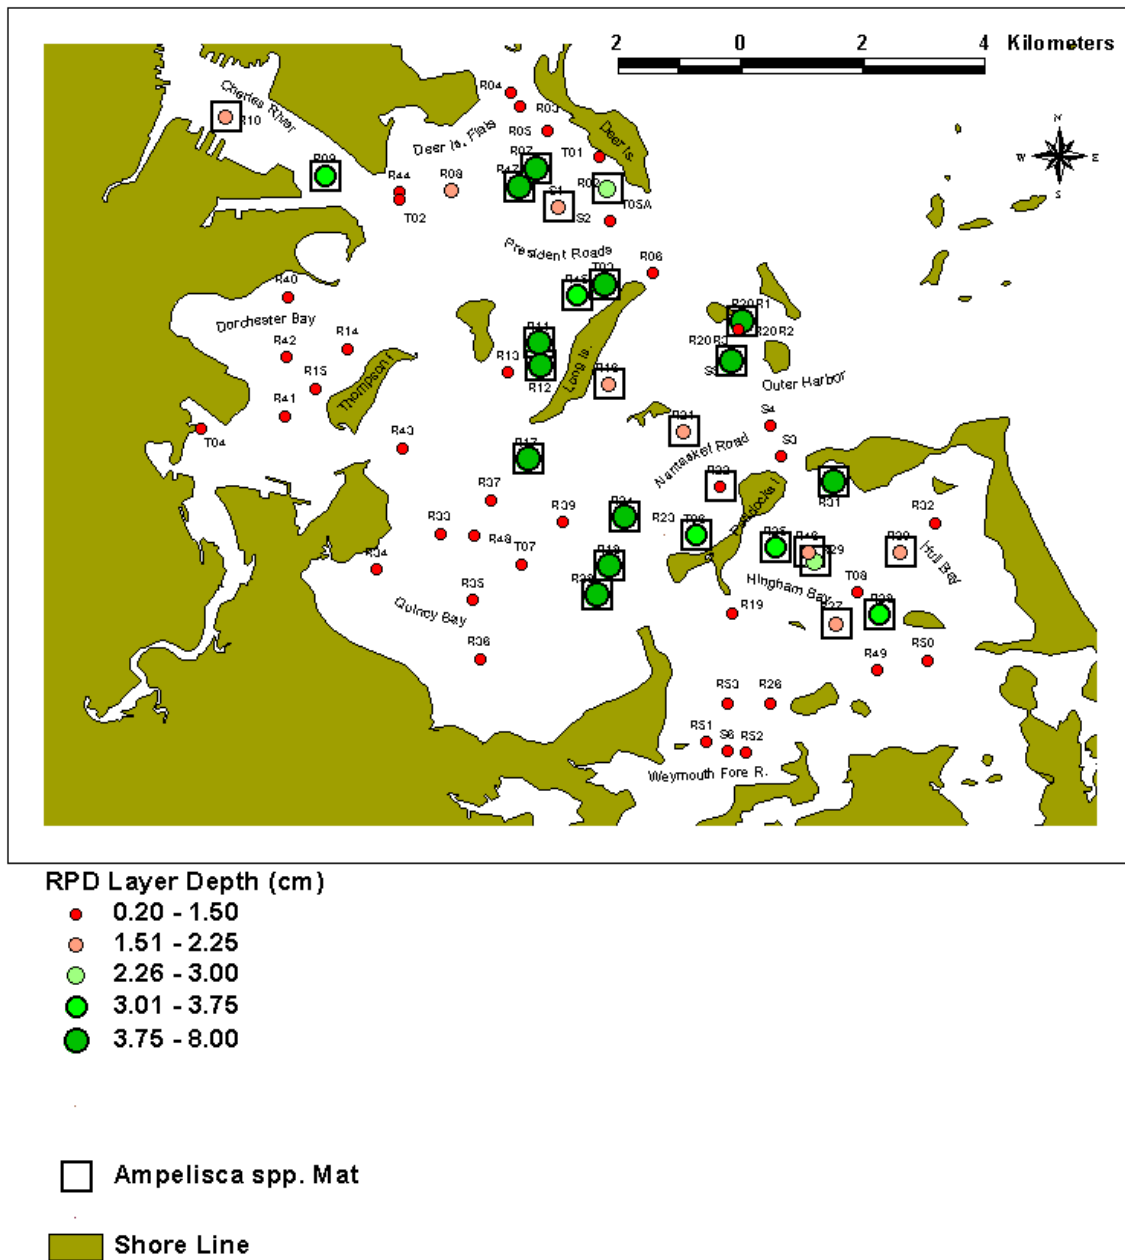 2 0 2 4 Kilometers
N
W E
S
Charles River
R10
R04
R03
R05
Deer Is. Flats
Deer Is.
T01
R07
R09
R47
R44
R08
R02
T02
S1
T05A
S2
President Roads
T03
R06
R45
R40
Dorchester Bay
R20R1
R20R2
R11
R14
R42
R13
R12
Long Is.
Thompson I
Outer Harbor
R15
R41
T04
R43
S4
S3
Nantasket Road
R17
R37
R39
R33
R48
T07
R34
R35
Quincy Bay
R36
R23
Peddocks I
R31
R32
R29
Hull Bay
Hingham Bay
T08
R19
R49
R50
R53
R26
R51
S6
R52
Weymouth Fore R.
RPD Layer Depth (cm)
0.20 - 1.50
1.51 - 2.25
2.26 - 3.00
3.01 - 3.75
3.75 - 8.00
Ampelisca spp. Mat
Shore Line